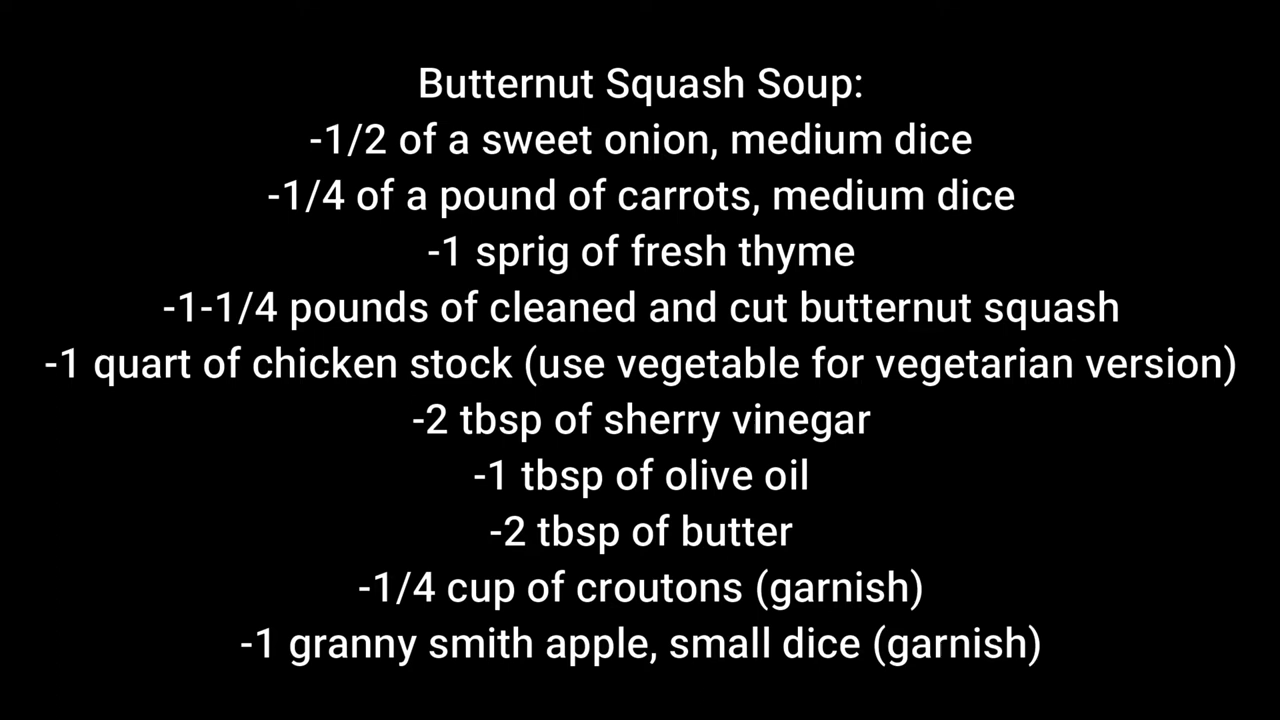 Butternut Squash Soup:
-1/2 of a sweet onion, medium dice
-1/4 of a pound of carrots, medium dice
-1 sprig of fresh thyme
-1-1/4 pounds of cleaned and cut butternut squash
-1 quart of chicken stock (use vegetable for vegetarian version)
-2 tbsp of sherry vinegar
-1 tbsp of olive oil
-2 tbsp of butter
-1/4 cup of croutons (garnish)
-1 granny smith apple, small dice (garnish)